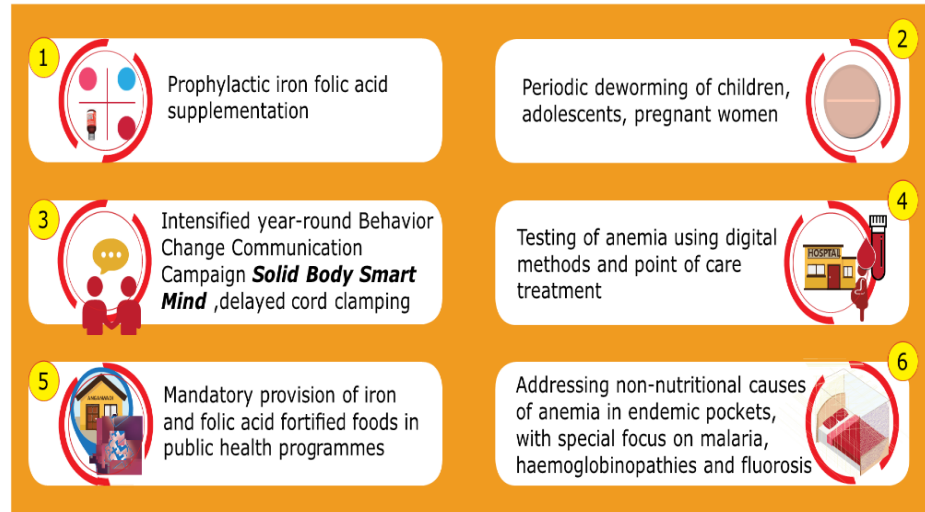 1
Prophylactic iron folic acid
supplementation
2
Periodic deworming of children,
adolescents, pregnant women
3
Intensified year-round Behavior
Change Communication
Campaign Solid Body Smart
Mind ,delayed cord clamping
4
Testing of anemia using digital
methods and point of care
treatment
HOSPTAL
5
Mandatory provision of iron
and folic acid fortified foods in
public health programmes
ANGANWADI
6
Addressing non-nutritional causes
of anemia in endemic pockets,
with special focus on malaria,
haemoglobinopathies and fluorosis